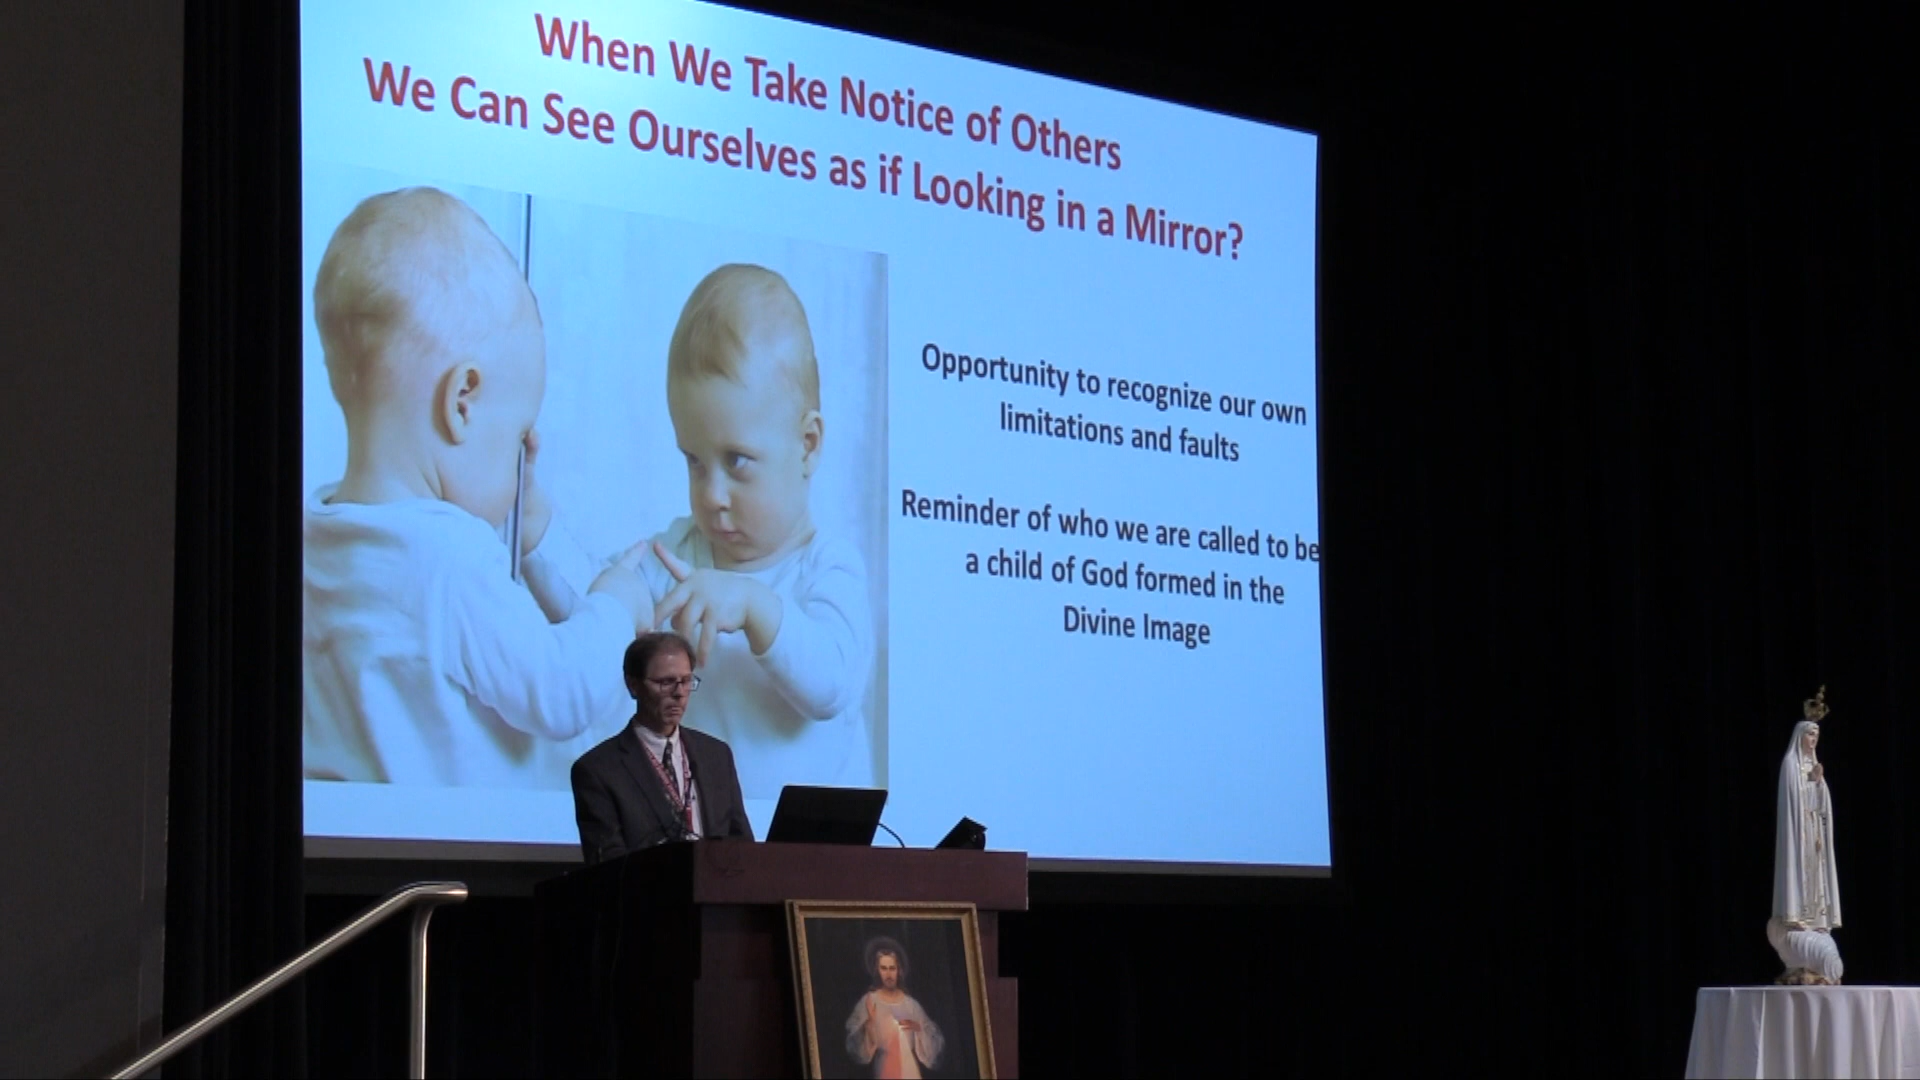 When We Take Notice of Others
We Can See Ourselves as if Looking in a Mirror?
Opportunity to recognize our own
limitations and faults
Reminder of who we are called to be
a child of God formed in the
Divine Image